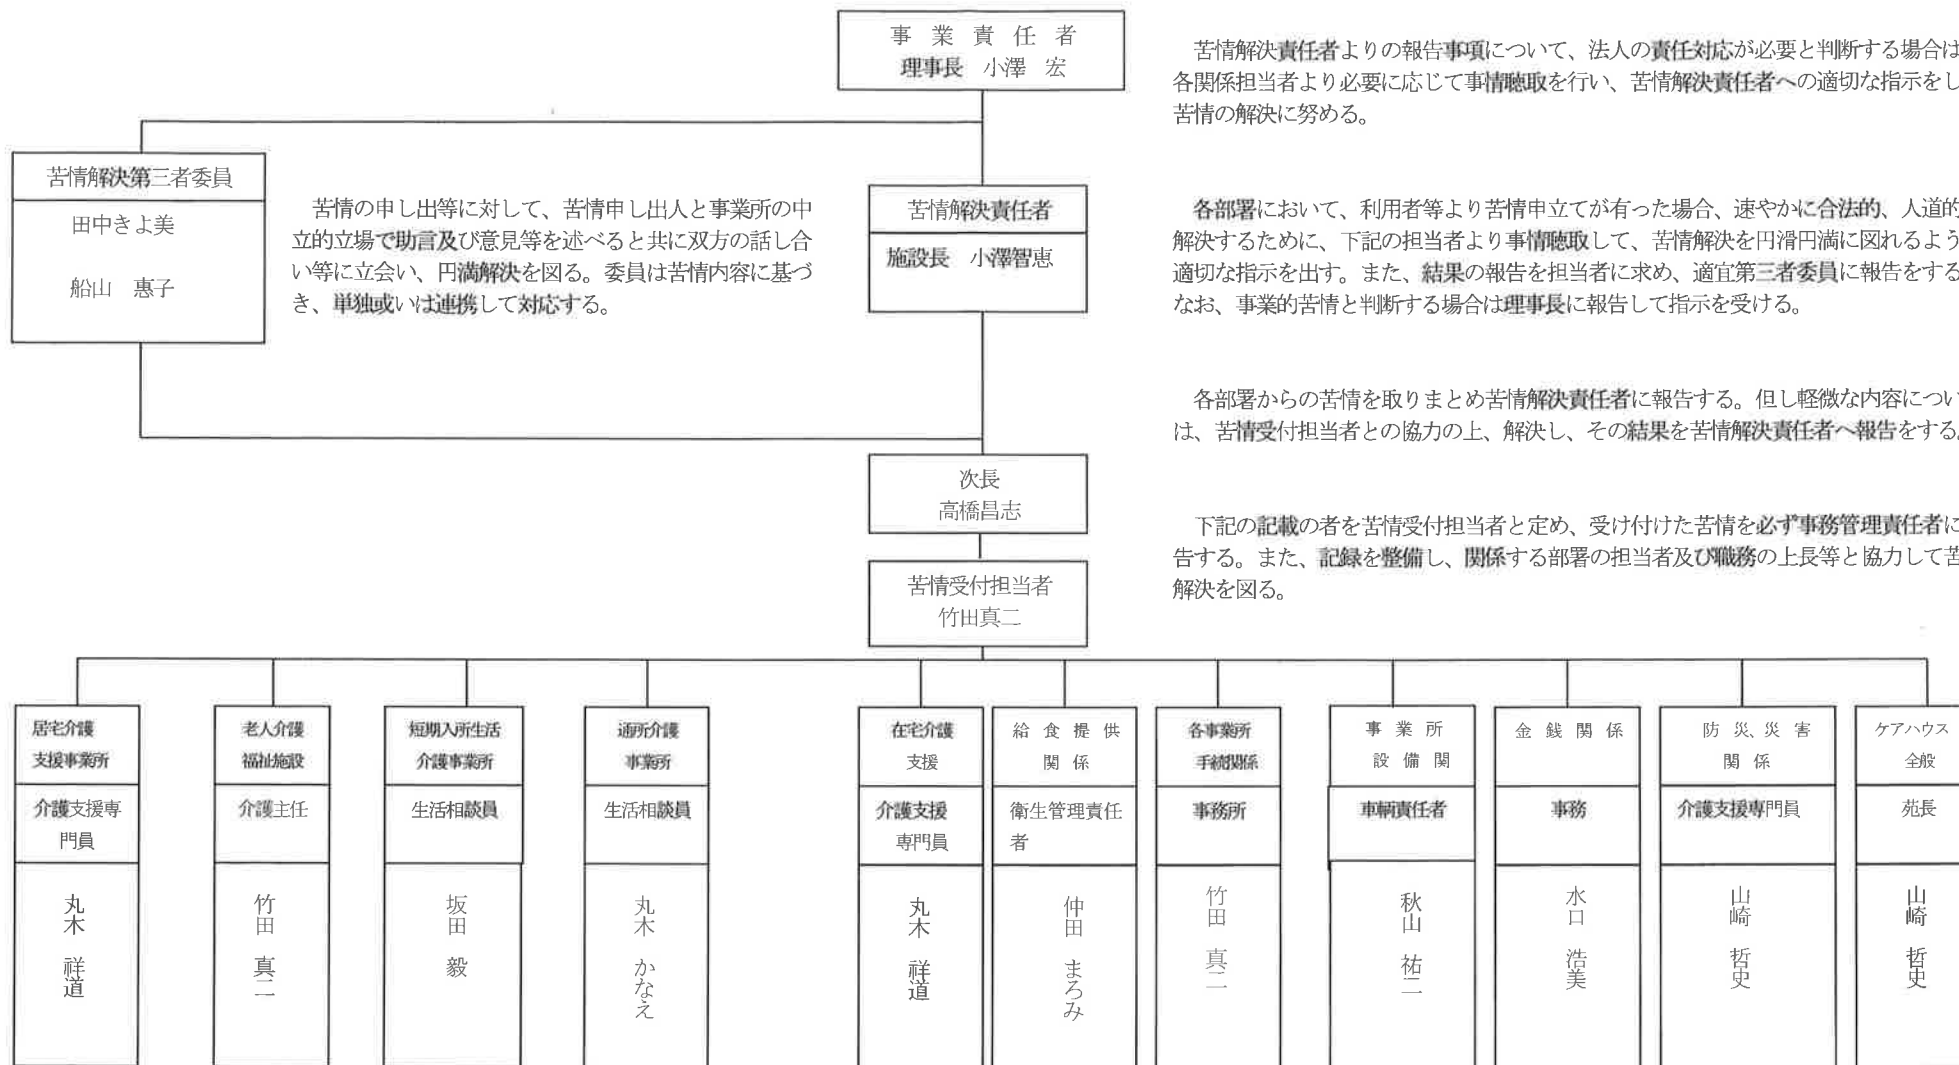 事 業 責 任 者
理事長　小澤　宏
苦情解決責任者よりの報告事項について、法人の責任対応が必要と判断する場合は
各関係担当者より必要に応じて事情聴取を行い、苦情解決責任者への適切な指示をし
苦情の解決に努める。
苦情解決第三者委員
田中きよ美
船山　惠子
苦情の申し出等に対して、苦情申し出人と事業所の中
立的立場で助言及び意見等を述べると共に双方の話し合
い等に立会い、円満解決を図る。委員は苦情内容に基づ
き、単独或いは連携して対応する。
苦情解決責任者
施設長　小澤智恵
各部署において、利用者等より苦情申立てが有った場合、速やかに合法的、人道的
解決するために、下記の担当者より事情聴取して、苦情解決を円滑円満に図れるよう
適切な指示を出す。また、結果の報告を担当者に求め、適宜第三者委員に報告をする
なお、事業的苦情と判断する場合は理事長に報告して指示を受ける。
各部署からの苦情を取りまとめ苦情解決責任者に報告する。但し軽微な内容につい
は、苦情受付担当者との協力の上、解決し、その結果を苦情解決責任者へ報告をする。
次長
高橋昌志
下記の記載の者を苦情受付担当者と定め、受け付けた苦情を必ず事務管理責任者に
告する。また、記録を整備し、関係する部署の担当者及び職務の上長等と協力して苦
解決を図る。
苦情受付担当者
竹田真二
居宅介護
支援事業所
介護支援専
門員
丸木　祥道
老人介護
福祉施設
介護主任
竹田　真二
短期入所生活
介護事業所
生活相談員
坂田　毅
通所介護
事業所
生活相談員
丸木　かなえ
在宅介護
支援
介護支援
専門員
丸木　祥道
給 食 提 供
関 係
衛生管理責任
者
仲田　まろみ
各事業所
手続関係
事務所
竹田　真二
事 業 所
設 備 関
車輌責任者
秋山　祐二
金 銭 関 係
事務
水口　浩美
防 災、災 害
関 係
介護支援専門員
山崎　哲史
ケアハウス
全般
苑長
山崎　哲史